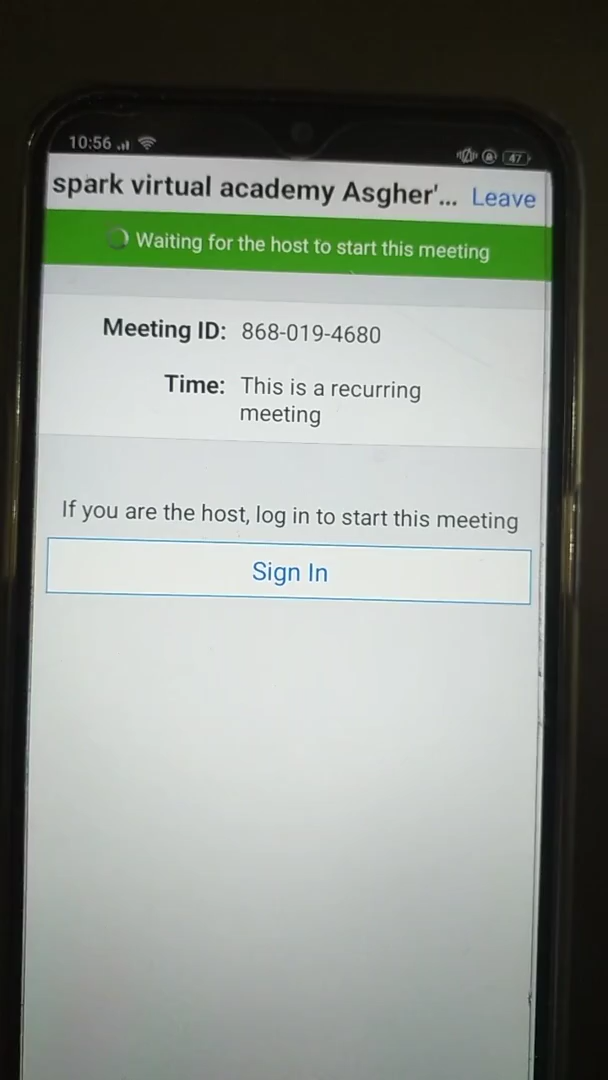 10:56
47
spark virtual academy Asgher'... Leave
Waiting for the host to start this meeting
Meeting ID: 868-019-4680
Time: This is a recurring
meeting
If you are the host, log in to start this meeting
Sign In